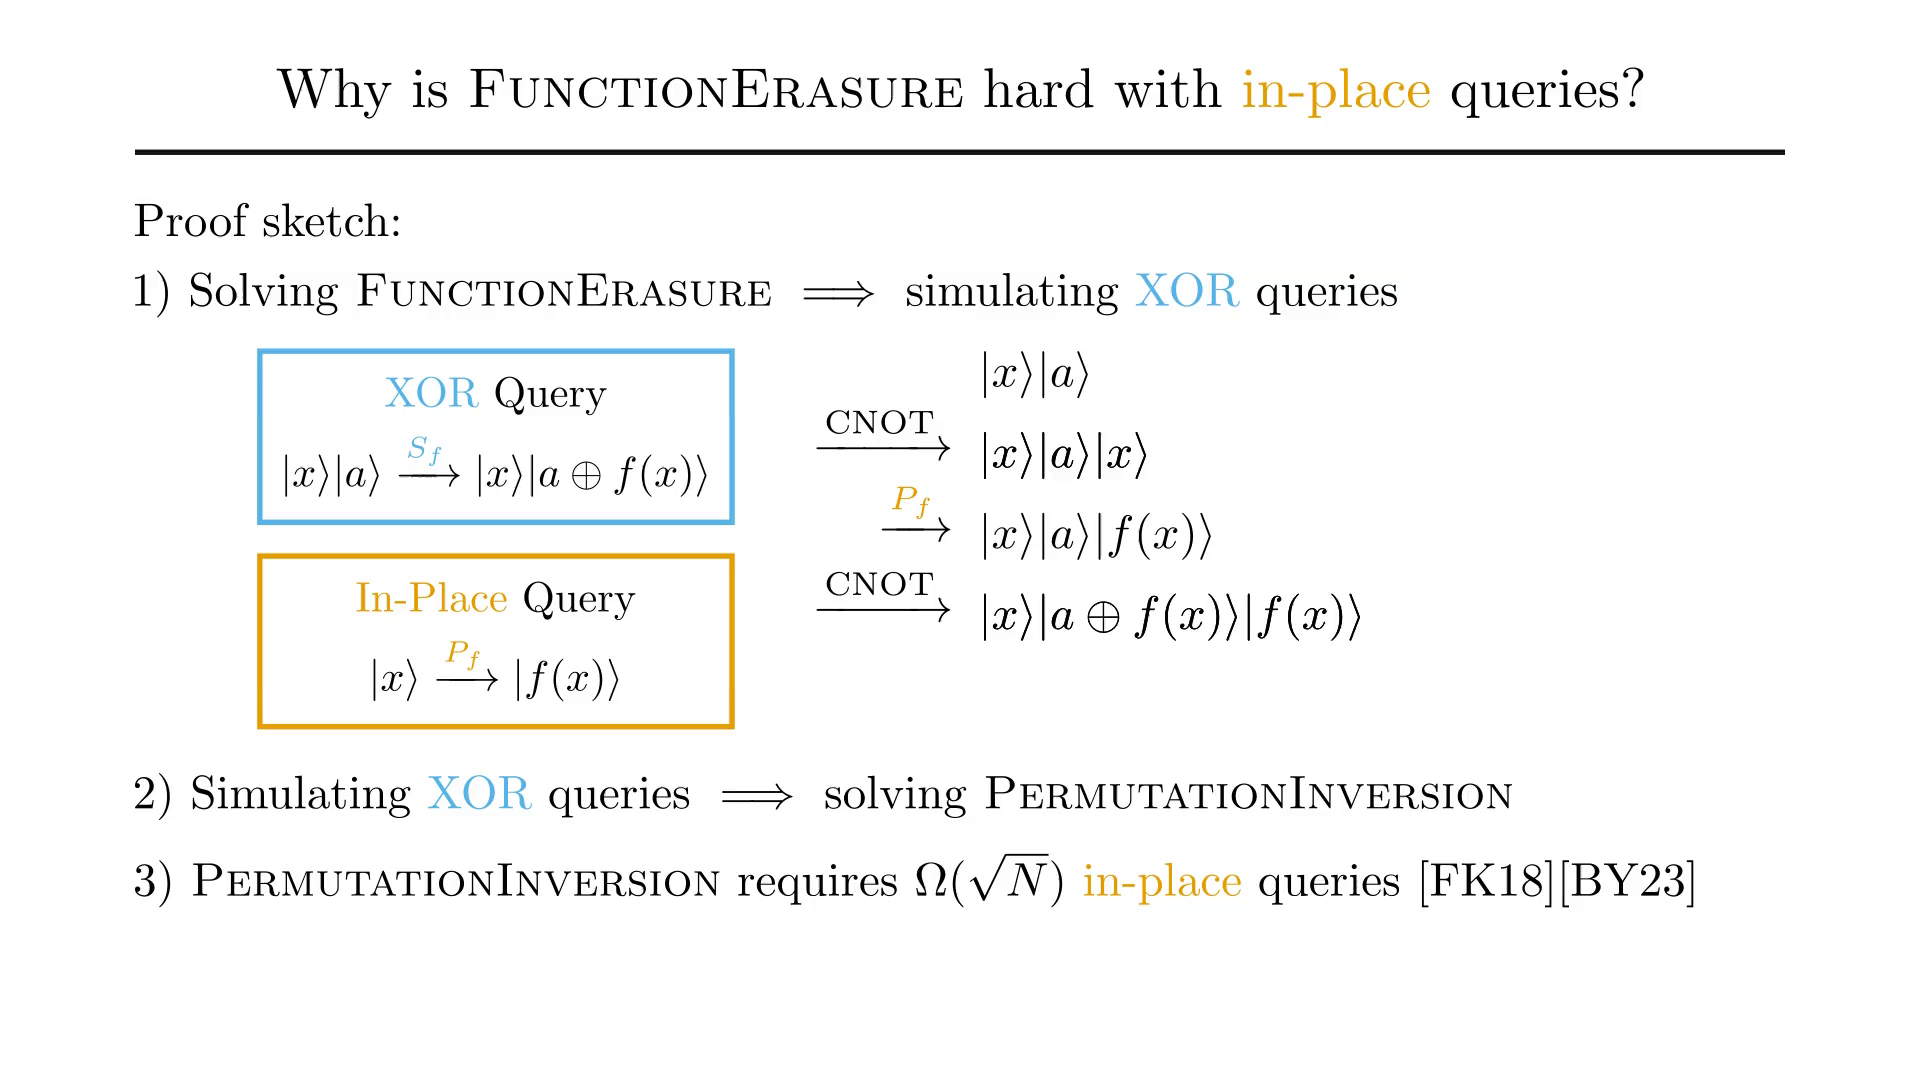 Why is FUNCTIONERASURE hard with in-place queries?
Proof sketch:
1) Solving FUNCTIONERASURE ⟹ simulating XOR queries
XOR Query
|x⟩|a⟩ —S_f→ |x⟩|a ⊕ f(x)⟩
In-Place Query
|x⟩ —P_f→ |f(x)⟩
|x⟩|a⟩
—CNOT→ |x⟩|a⟩|x⟩
—P_f→ |x⟩|a⟩|f(x)⟩
—CNOT→ |x⟩|a ⊕ f(x)⟩|f(x)⟩
2) Simulating XOR queries ⟹ solving PERMUTATIONINVERSION
3) PERMUTATIONINVERSION requires Ω(√N) in-place queries [FK18][BY23]